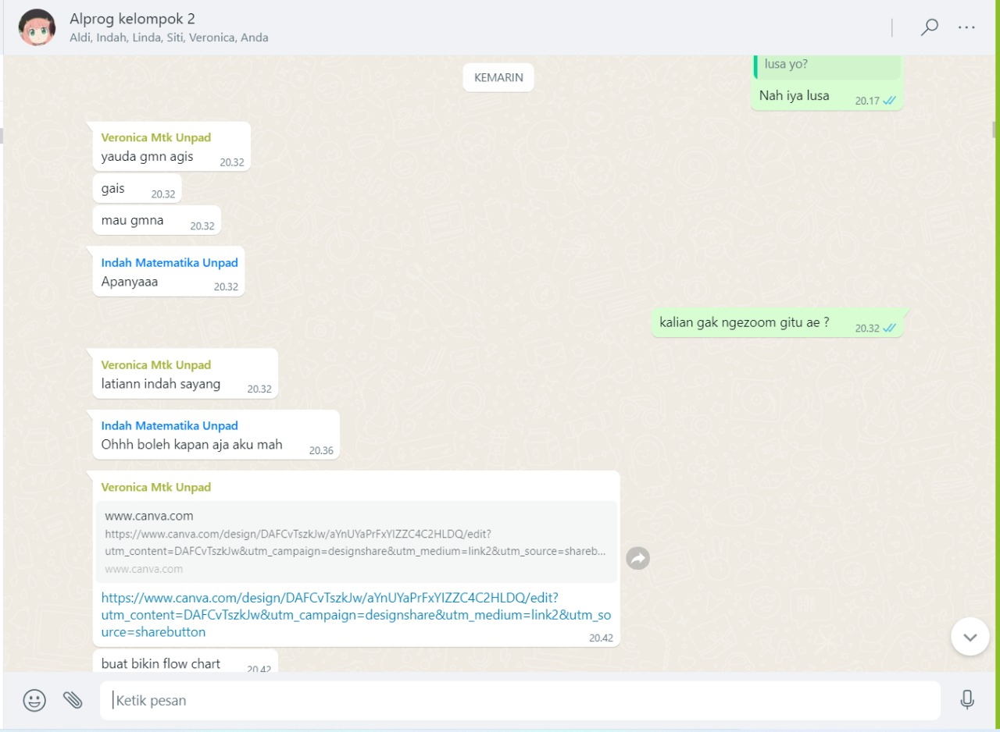 Alprog kelompok 2
Aldi, Indah, Linda, Siti, Veronica, Anda
lusa yo?
KEMARIN
Nah iya lusa
20.17
Veronica Mtk Unpad
yauda gmn agis
20.32
gais
20.32
mau gmna
20.32
Indah Matematika Unpad
Apanyaaa
20.32
kalian gak ngezoom gitu ae ?
20.32
Veronica Mtk Unpad
latiann indah sayang
20.32
Indah Matematika Unpad
Ohhh boleh kapan aja aku mah
20.36
Veronica Mtk Unpad
www.canva.com
https://www.canva.com/design/DAFCvTszkJw/aYnUYaPrFxYIZZC4C2HLDQ/edit?
utm_content=DAFCvTszkJw&utm_campaign=designshare&utm_medium=link2&utm_source=shareb...
www.canva.com
https://www.canva.com/design/DAFCvTszkJw/aYnUYaPrFxYIZZC4C2HLDQ/edit?
utm_content=DAFCvTszkJw&utm_campaign=designshare&utm_medium=link2&utm_so
urce=sharebutton
20.42
buat bikin flow chart
20.42
Ketik pesan